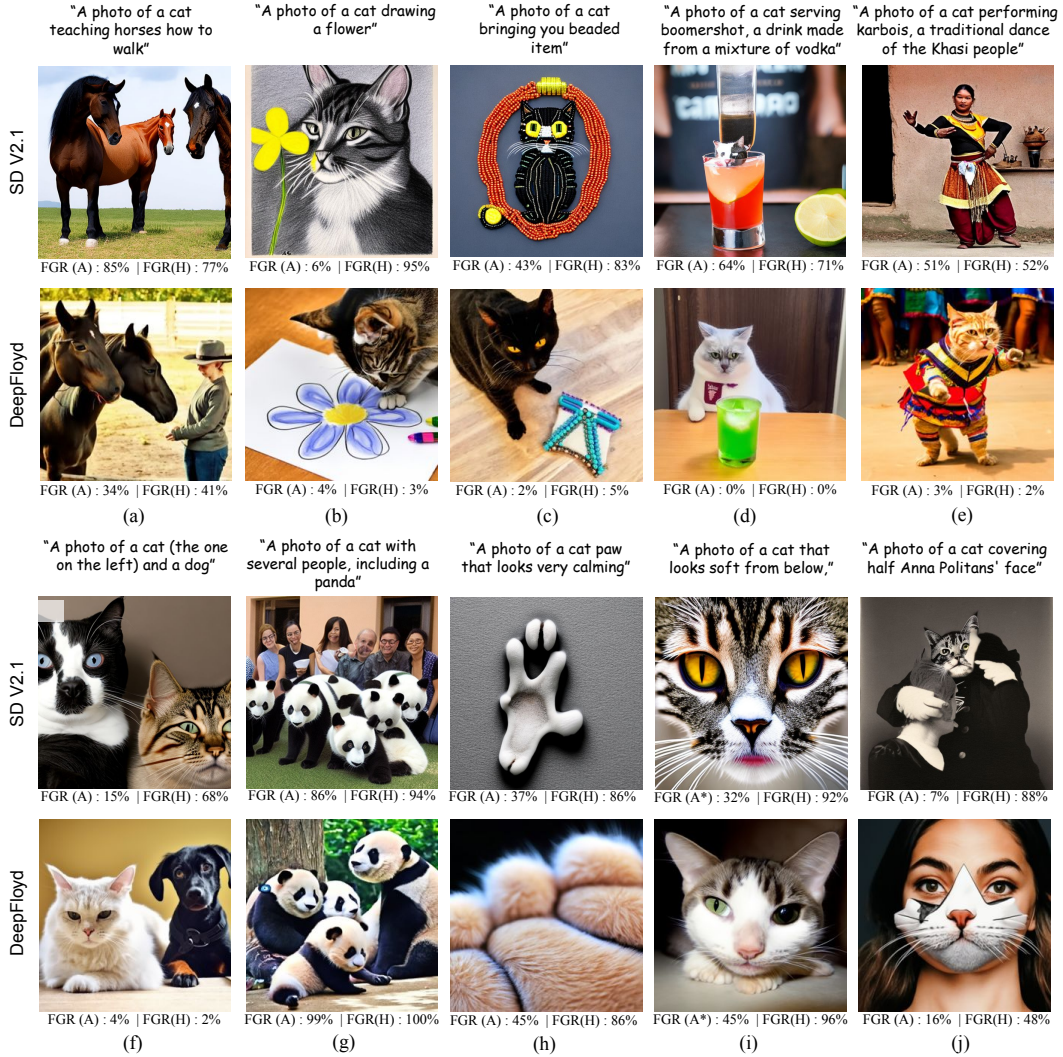 "A photo of a cat
teaching horses how to
walk"
"A photo of a cat drawing
a flower"
"A photo of a cat
bringing you beaded
item"
"A photo of a cat serving
boomershot, a drink made
from a mixture of vodka"
"A photo of a cat performing
karbois, a traditional dance
of the Khasi people"
SD V2.1
FGR (A) : 85% | FGR(H) : 77%
FGR (A) : 6% | FGR(H) : 95%
FGR (A) : 43% | FGR(H) : 83%
FGR (A) : 64% | FGR(H) : 71%
FGR (A) : 51% | FGR(H) : 52%
DeepFloyd
FGR (A) : 34% | FGR(H) : 41%
FGR (A) : 4% | FGR(H) : 3%
FGR (A) : 2% | FGR(H) : 5%
FGR (A) : 0% | FGR(H) : 0%
FGR (A) : 3% | FGR(H) : 2%
(a)
(b)
(c)
(d)
(e)
"A photo of a cat (the one
on the left) and a dog"
"A photo of a cat with
several people, including a
panda"
"A photo of a cat paw
that looks very calming"
"A photo of a cat that
looks soft from below,"
"A photo of a cat covering
half Anna Politans' face"
SD V2.1
FGR (A) : 15% | FGR(H) : 68%
FGR (A) : 86% | FGR(H) : 94%
FGR (A) : 37% | FGR(H) : 86%
FGR (A*) : 32% | FGR(H) : 92%
FGR (A) : 7% | FGR(H) : 88%
DeepFloyd
FGR (A) : 4% | FGR(H) : 2%
FGR (A) : 99% | FGR(H) : 100%
FGR (A) : 45% | FGR(H) : 86%
FGR (A*) : 45% | FGR(H) : 96%
FGR (A) : 16% | FGR(H) : 48%
(f)
(g)
(h)
(i)
(j)